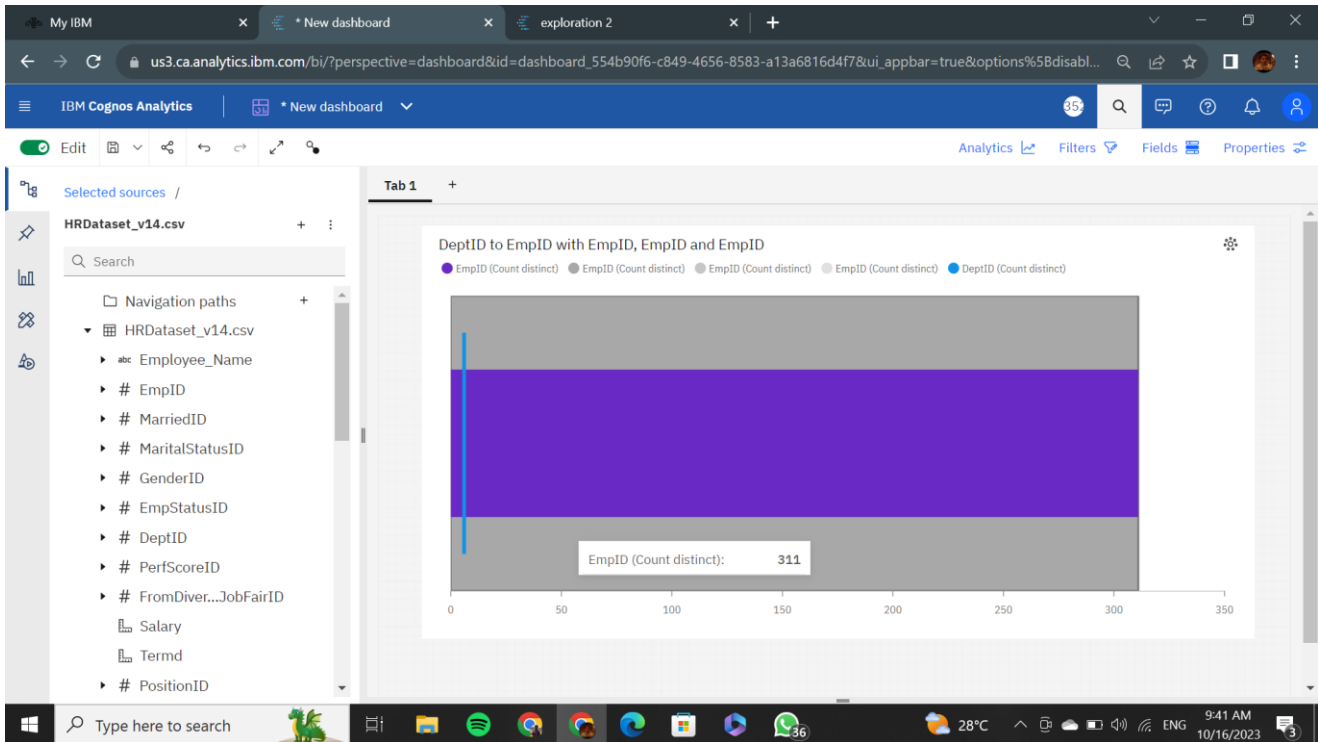 My IBM
* New dashboard
exploration 2
us3.ca.analytics.ibm.com/bi/?perspective=dashboard&id=dashboard_554b90f6-c849-4656-8583-a13a6816d4f7&ui_appbar=true&options%5Bdisabl...
IBM Cognos Analytics
* New dashboard
352
Edit
Analytics
Filters
Fields
Properties
Selected sources /
Tab 1 +
HRDataset_v14.csv
Search
Navigation paths
HRDataset_v14.csv
abc Employee_Name
# EmpID
# MarriedID
# MaritalStatusID
# GenderID
# EmpStatusID
# DeptID
# PerfScoreID
# FromDiver...JobFairID
Salary
Termd
# PositionID
DeptID to EmpID with EmpID, EmpID and EmpID
EmpID (Count distinct) EmpID (Count distinct) EmpID (Count distinct) EmpID (Count distinct) DeptID (Count distinct)
EmpID (Count distinct): 311
0 50 100 150 200 250 300 350
Type here to search
36
28°C
ENG
9:41 AM
10/16/2023
3